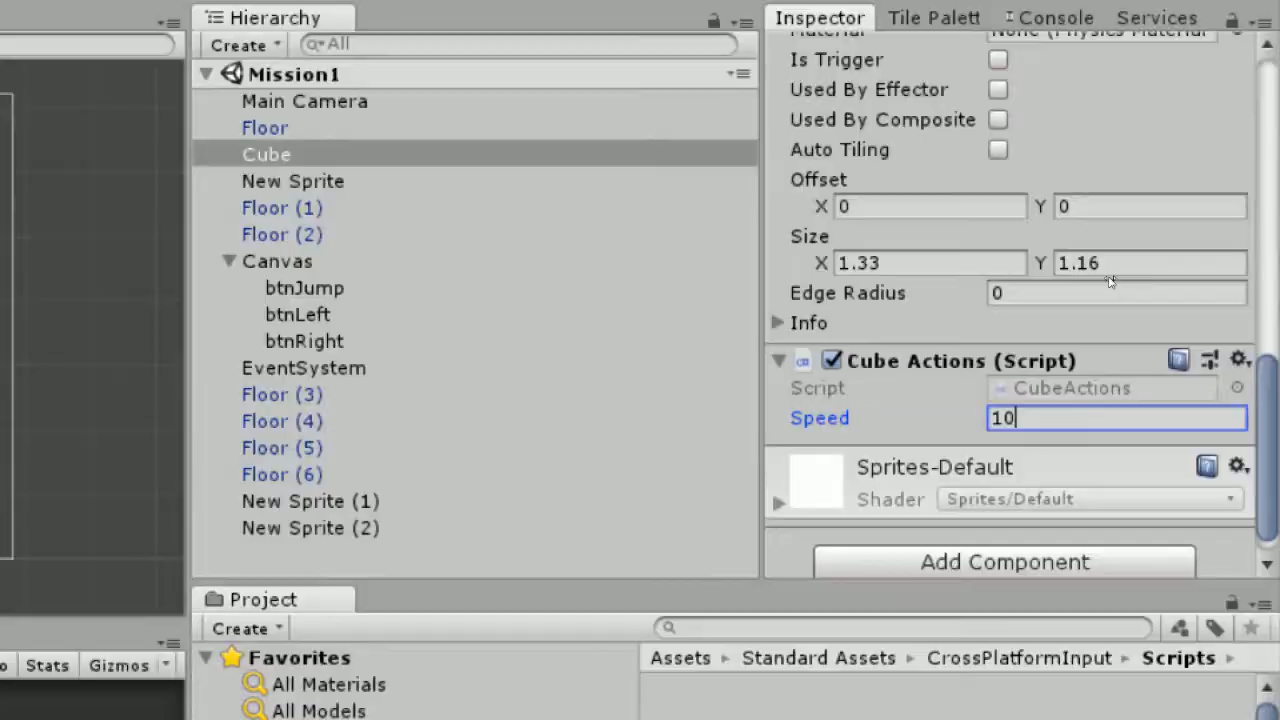 Hierarchy
Create
All
Mission1
Main Camera
Floor
Cube
New Sprite
Floor (1)
Floor (2)
Canvas
btnJump
btnLeft
btnRight
EventSystem
Floor (3)
Floor (4)
Floor (5)
Floor (6)
New Sprite (1)
New Sprite (2)
Inspector Tile Palett Console Services
Material None (Physics Material
Is Trigger
Used By Effector
Used By Composite
Auto Tiling
Offset
X 0 Y 0
Size
X 1.33 Y 1.16
Edge Radius 0
Info
Cube Actions (Script)
Script CubeActions
Speed 10
Sprites-Default
Shader Sprites/Default
Add Component
Stats Gizmos
Project
Create
Favorites
All Materials
All Models
Assets Standard Assets CrossPlatformInput Scripts